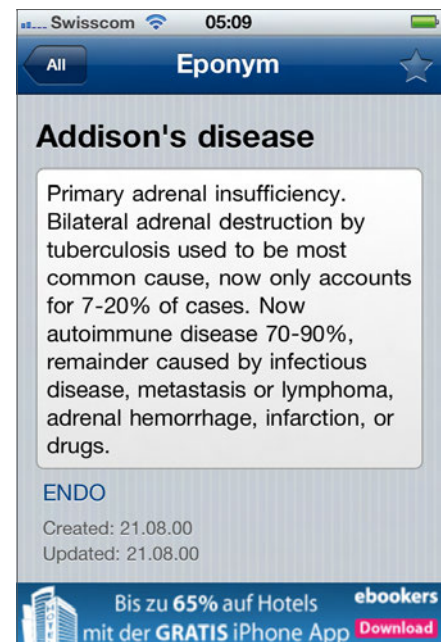 Swisscom 05:09
All Eponym
Addison's disease
Primary adrenal insufficiency.
Bilateral adrenal destruction by
tuberculosis used to be most
common cause, now only accounts
for 7-20% of cases. Now
autoimmune disease 70-90%,
remainder caused by infectious
disease, metastasis or lymphoma,
adrenal hemorrhage, infarction, or
drugs.
ENDO
Created: 21.08.00
Updated: 21.08.00
HOTEL
Bis zu 65% auf Hotels ebookers
mit der GRATIS iPhone App Download